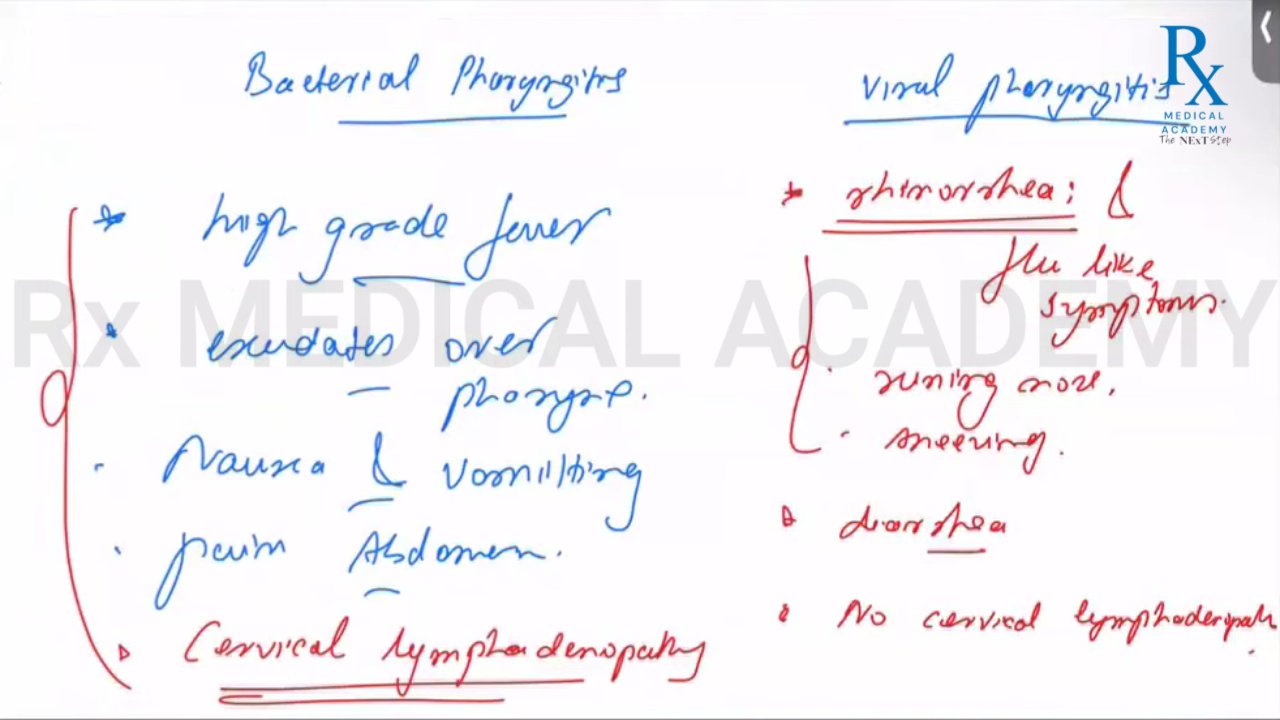 Bacterial Pharyngitis
high grade fever
exudates over
pharynx.
Nausea & vomitting
pain Abdomen.
Cervical lymphadenopathy
viral pharyngitis
rhinorrhea: &
flu like
symptoms.
runing nose.
sneezing.
diarrhea
No cervical lymphadenopath
Rx
MEDICAL
ACADEMY
The NExT Step
Rx MEDICAL ACADEMY